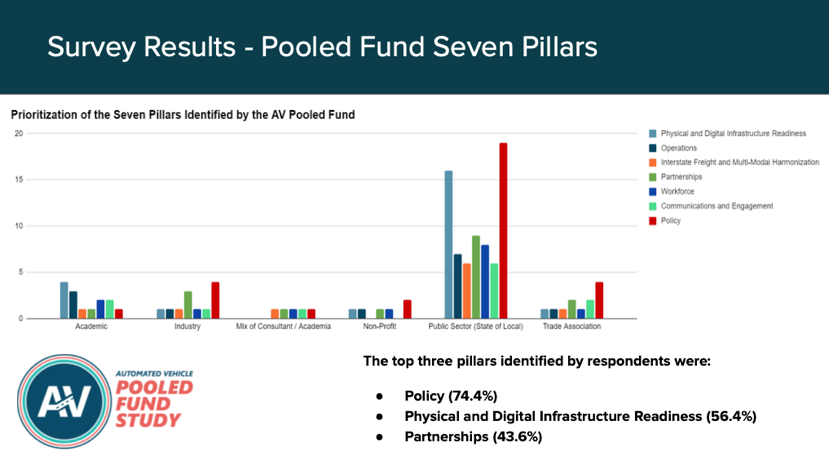 Survey Results - Pooled Fund Seven Pillars
Prioritization of the Seven Pillars Identified by the AV Pooled Fund
20
15
10
5
0
Academic
Industry
Mix of Consultant / Academia
Non-Profit
Public Sector (State of Local)
Trade Association
Physical and Digital Infrastructure Readiness
Operations
Interstate Freight and Multi-Modal Harmonization
Partnerships
Workforce
Communications and Engagement
Policy
AV
AUTOMATED VEHICLE
POOLED
FUND
STUDY
The top three pillars identified by respondents were:
● Policy (74.4%)
● Physical and Digital Infrastructure Readiness (56.4%)
● Partnerships (43.6%)